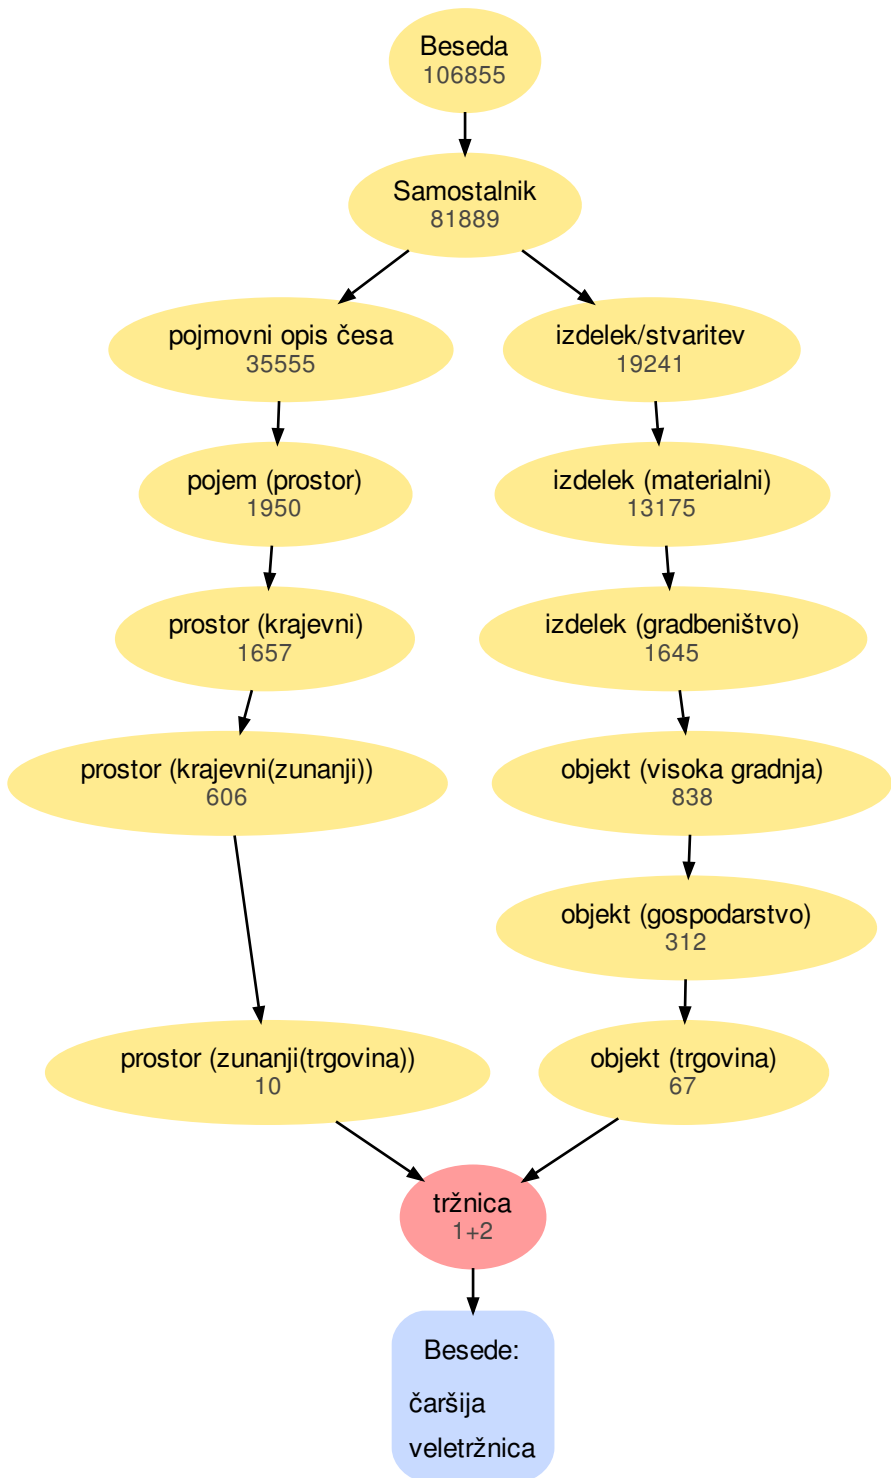 Beseda
106855
Samostalnik
81889
pojmovni opis česa
35555
izdelek/stvaritev
19241
pojem (prostor)
1950
izdelek (materialni)
13175
prostor (krajevni)
1657
izdelek (gradbeništvo)
1645
prostor (krajevni(zunanji))
606
objekt (visoka gradnja)
838
objekt (gospodarstvo)
312
prostor (zunanji(trgovina))
10
objekt (trgovina)
67
tržnica
1+2
Besede:
čaršija
veletržnica